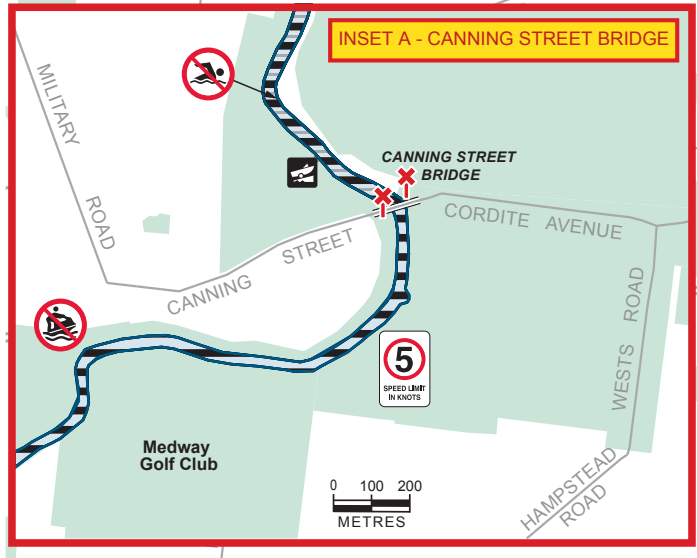 INSET A - CANNING STREET BRIDGE
MILITARY ROAD
CANNING STREET
BRIDGE
CORDITE AVENUE
CANNING STREET
WESTS ROAD
5
SPEED LIMIT
IN KNOTS
Medway
Golf Club
0 100 200
METRES
HAMPSTEAD
ROAD